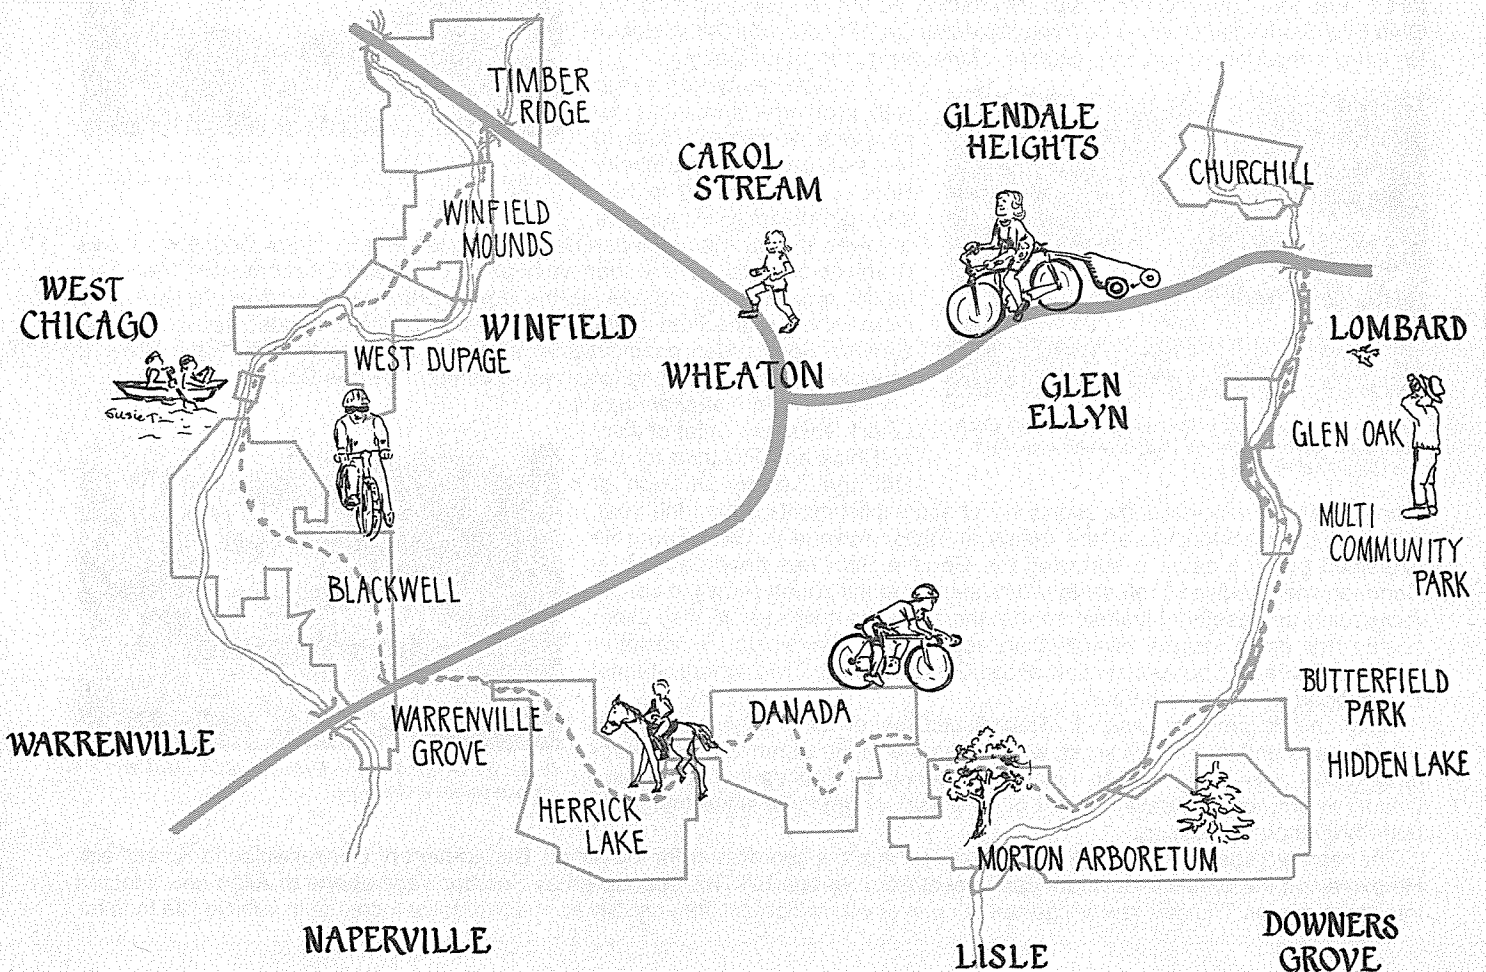 TIMBER
RIDGE
GLENDALE
HEIGHTS
CAROL
STREAM
CHURCHILL
WINFIELD
MOUNDS
WEST
CHICAGO
WINFIELD
LOMBARD
WEST DUPAGE
WHEATON
GLEN
ELLYN
SusieT
GLEN OAK
MULTI
COMMUNITY
PARK
BLACKWELL
BUTTERFIELD
PARK
WARRENVILLE
GROVE
DANADA
WARRENVILLE
HIDDEN LAKE
HERRICK
LAKE
MORTON ARBORETUM
NAPERVILLE
LISLE
DOWNERS
GROVE